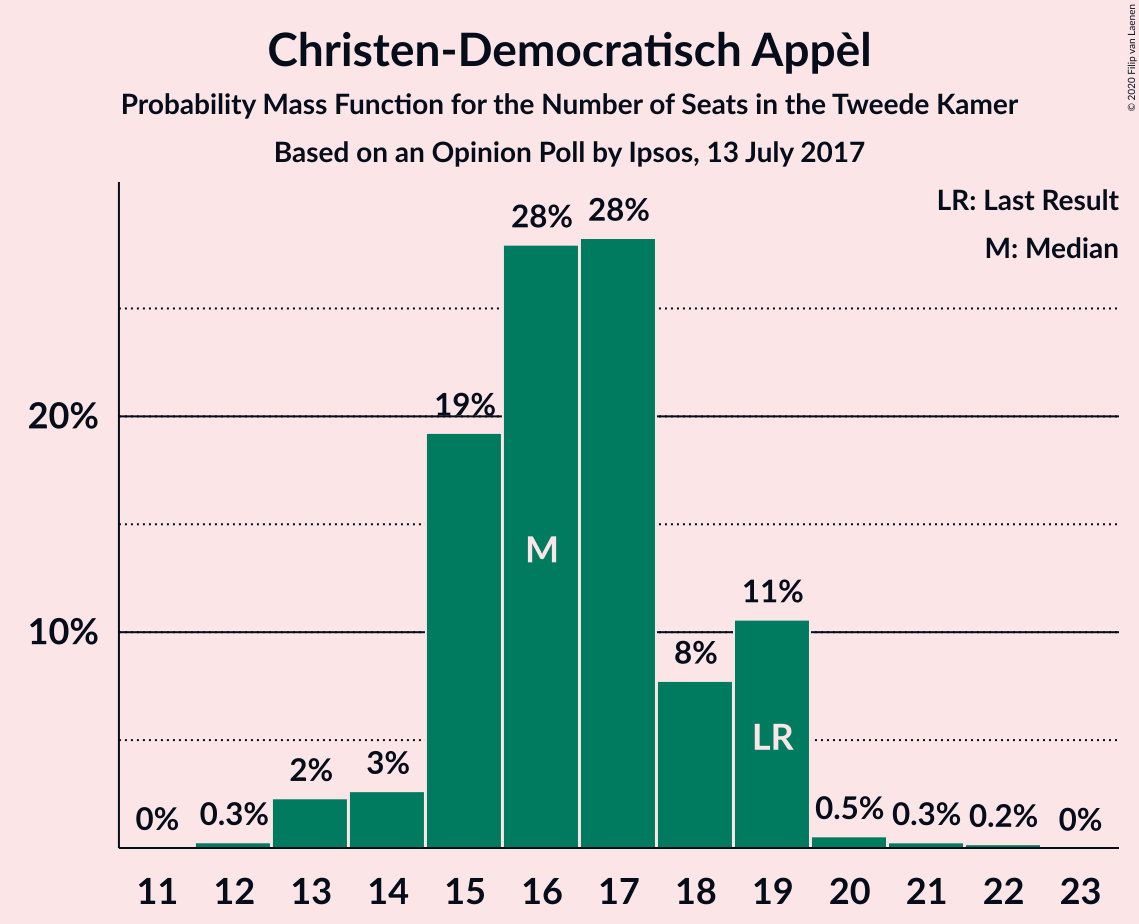 Christen-Democratisch Appèl
Probability Mass Function for the Number of Seats in the Tweede Kamer
Based on an Opinion Poll by Ipsos, 13 July 2017
© 2020 Filip van Laenen
LR: Last Result
M: Median
20%
10%
0%
0.3%
2%
3%
19%
28%
28%
8%
11%
0.5%
0.3%
0.2%
0%
M
LR
11 12 13 14 15 16 17 18 19 20 21 22 23